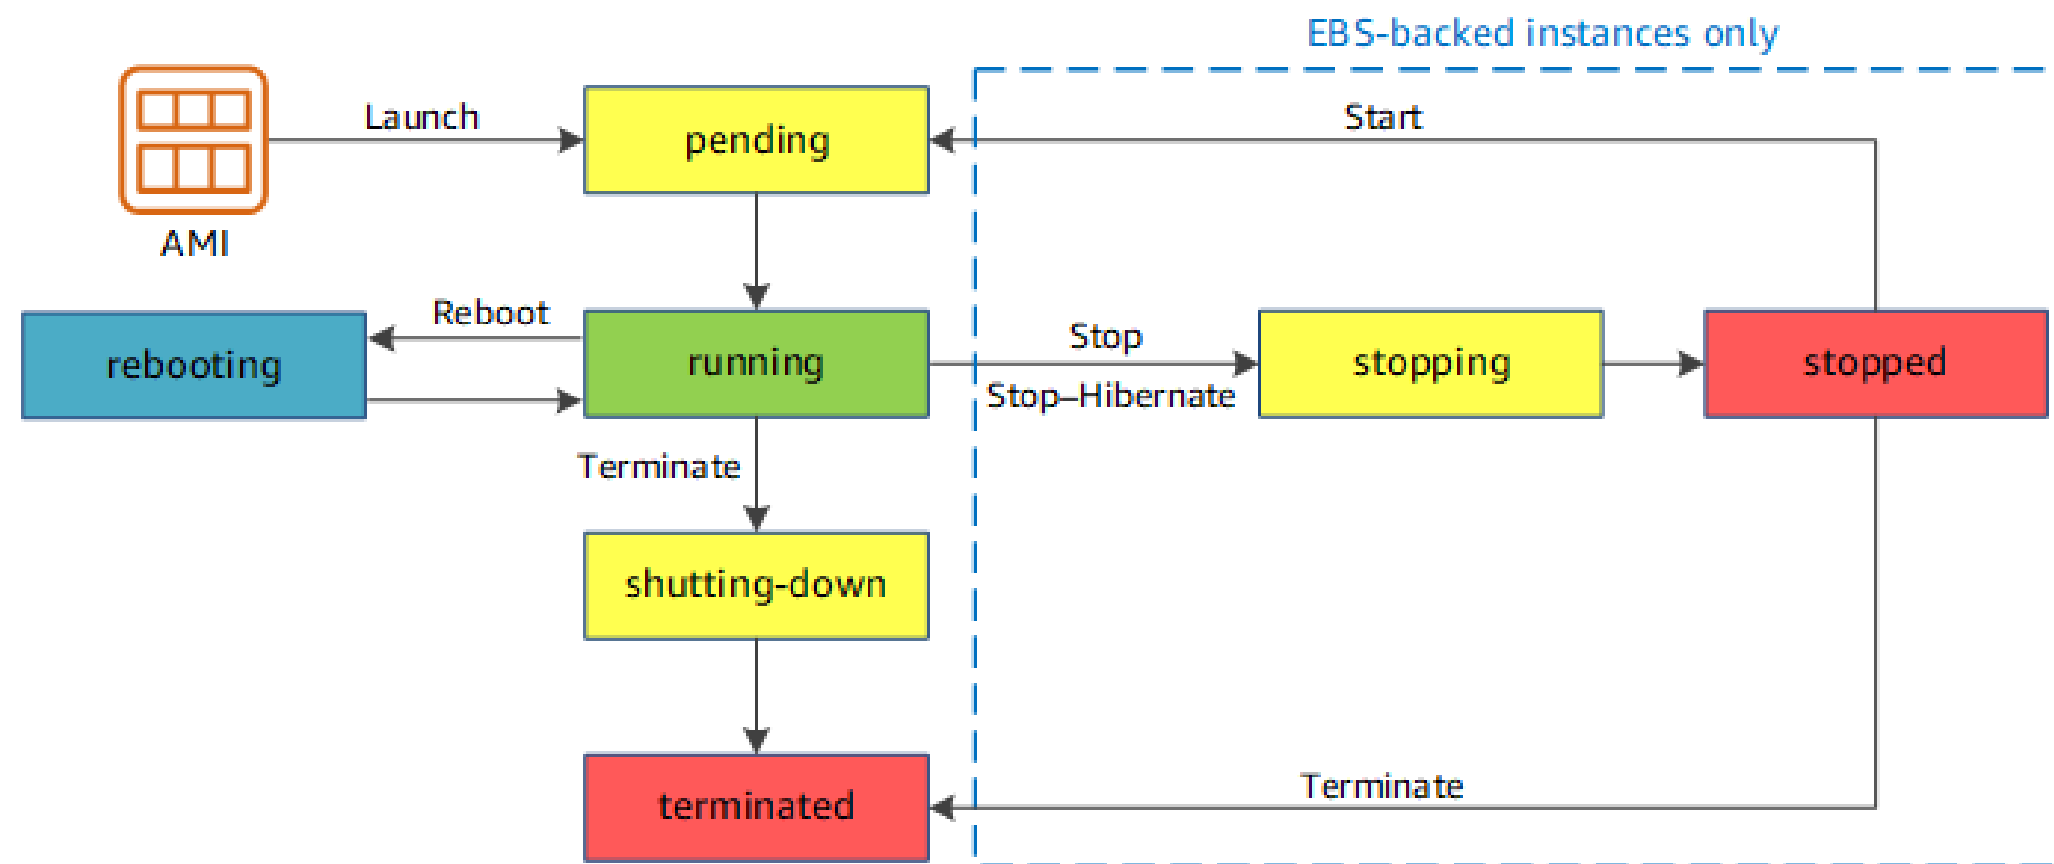 EBS-backed instances only
Launch
pending
Start
AMI
Reboot
rebooting
running
Stop
Stop–Hibernate
stopping
stopped
Terminate
shutting-down
terminated
Terminate